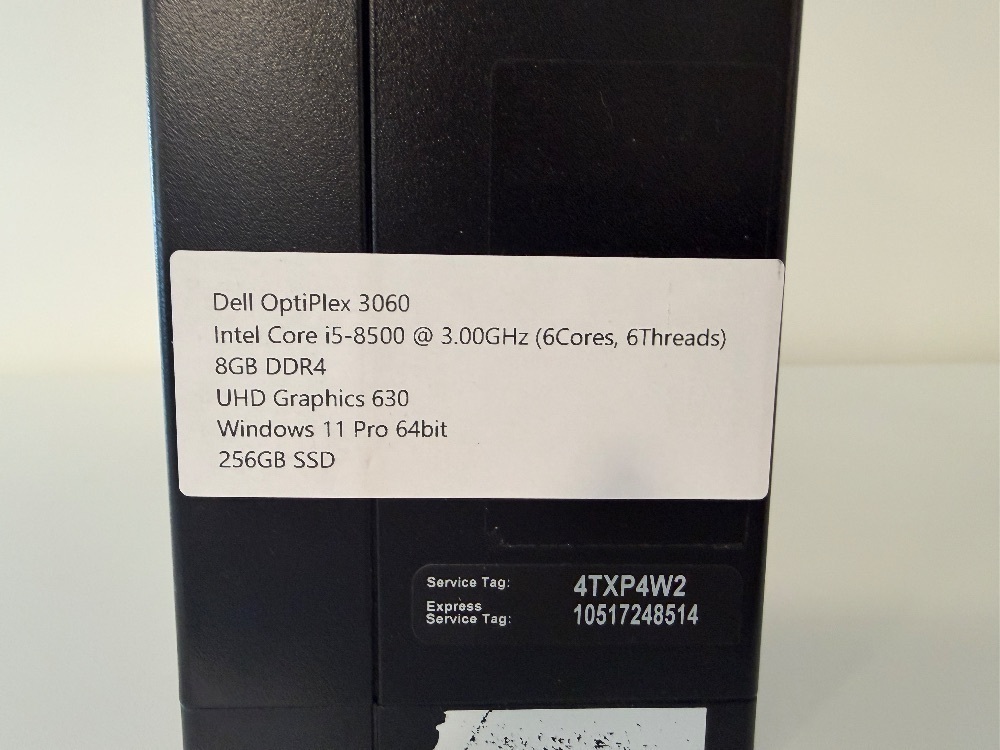 Dell OptiPlex 3060
Intel Core i5-8500 @ 3.00GHz (6Cores, 6Threads)
8GB DDR4
UHD Graphics 630
Windows 11 Pro 64bit
256GB SSD
Service Tag: 4TXP4W2
Express
Service Tag: 10517248514